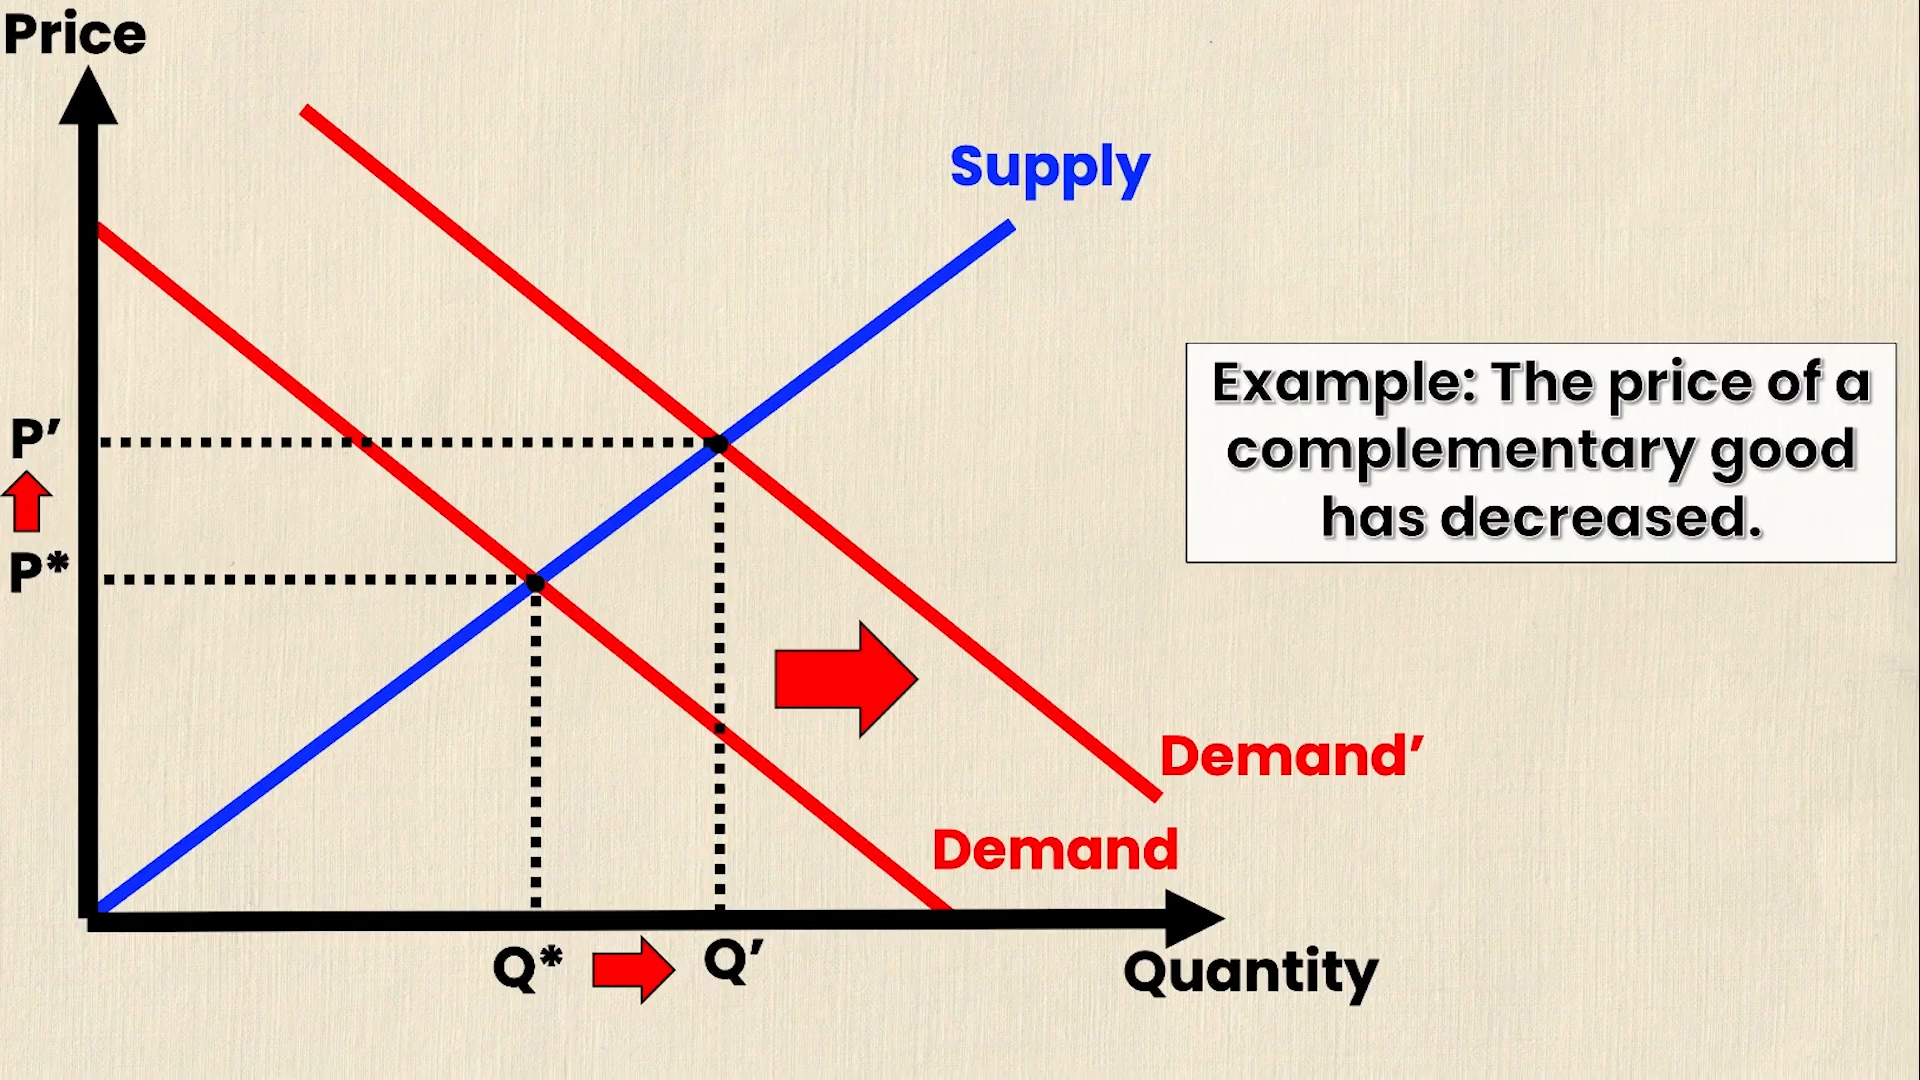 Price
Supply
Example: The price of a
complementary good
has decreased.
P’
P*
Demand’
Demand
Q*
Q’
Quantity